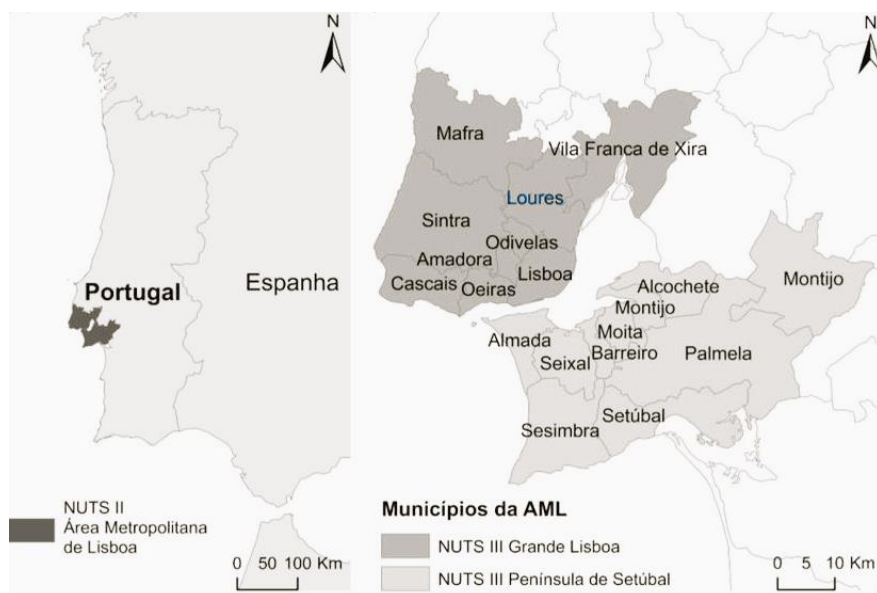 N
Portugal
Espanha
NUTS II
Área Metropolitana
de Lisboa
0 50 100 Km
N
Mafra
Vila Franca de Xira
Loures
Sintra
Odivelas
Amadora
Lisboa
Cascais
Oeiras
Montijo
Alcochete
Montijo
Moita
Almada
Barreiro
Palmela
Seixal
Setúbal
Sesimbra
Municípios da AML
NUTS III Grande Lisboa
NUTS III Península de Setúbal
0 5 10 Km